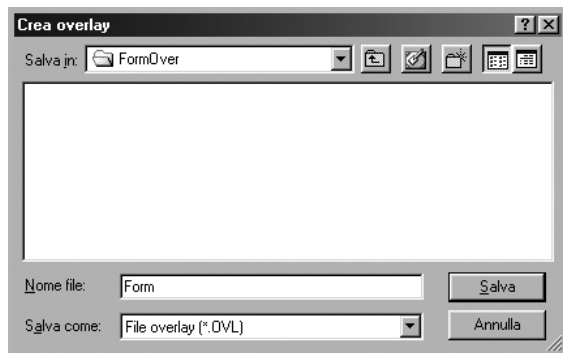 Crea overlay
Salva in: FormOver
Nome file: Form Salva
Salva come: File overlay (*.OVL) Annulla